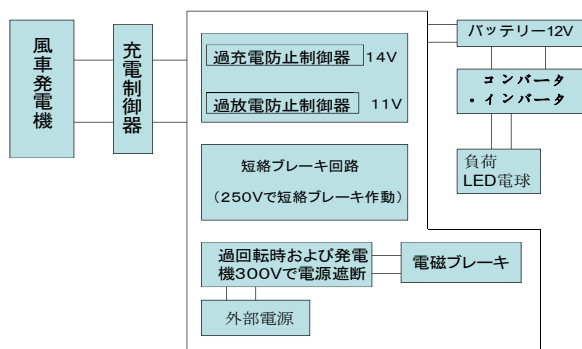 風車発電機
充電制御器
過充電防止制御器 14V
過放電防止制御器 11V
短絡ブレーキ回路
(250Vで短絡ブレーキ作動)
過回転時および発電
機300Vで電源遮断
外部電源
電磁ブレーキ
バッテリー12V
コンバータ
・インバータ
負荷
LED電球